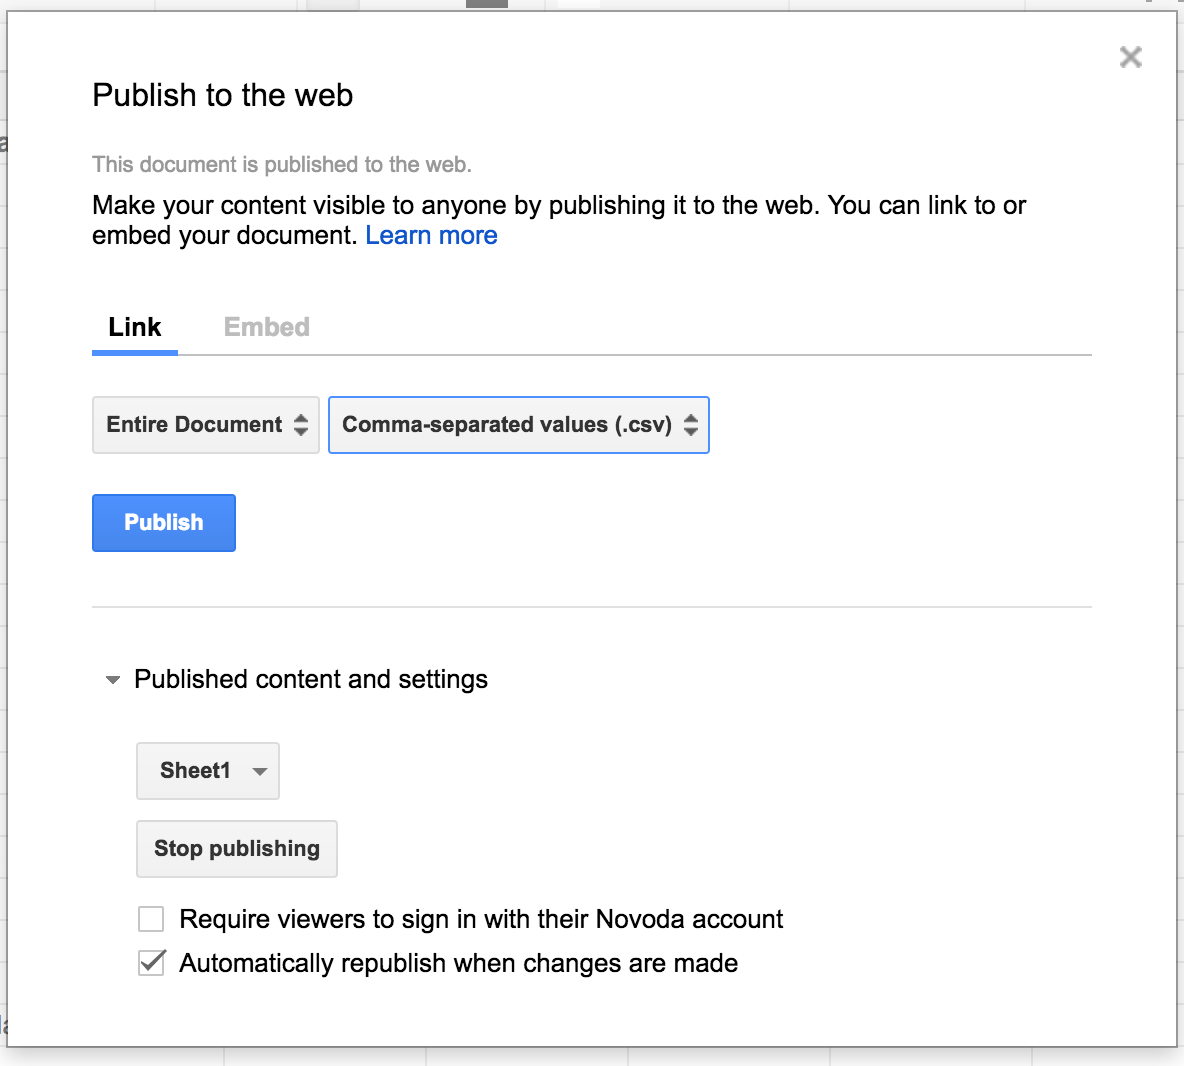 Publish to the web
This document is published to the web.
Make your content visible to anyone by publishing it to the web. You can link to or
embed your document. Learn more
Link Embed
Entire Document Comma-separated values (.csv)
Publish
Published content and settings
Sheet1
Stop publishing
Require viewers to sign in with their Novoda account
Automatically republish when changes are made